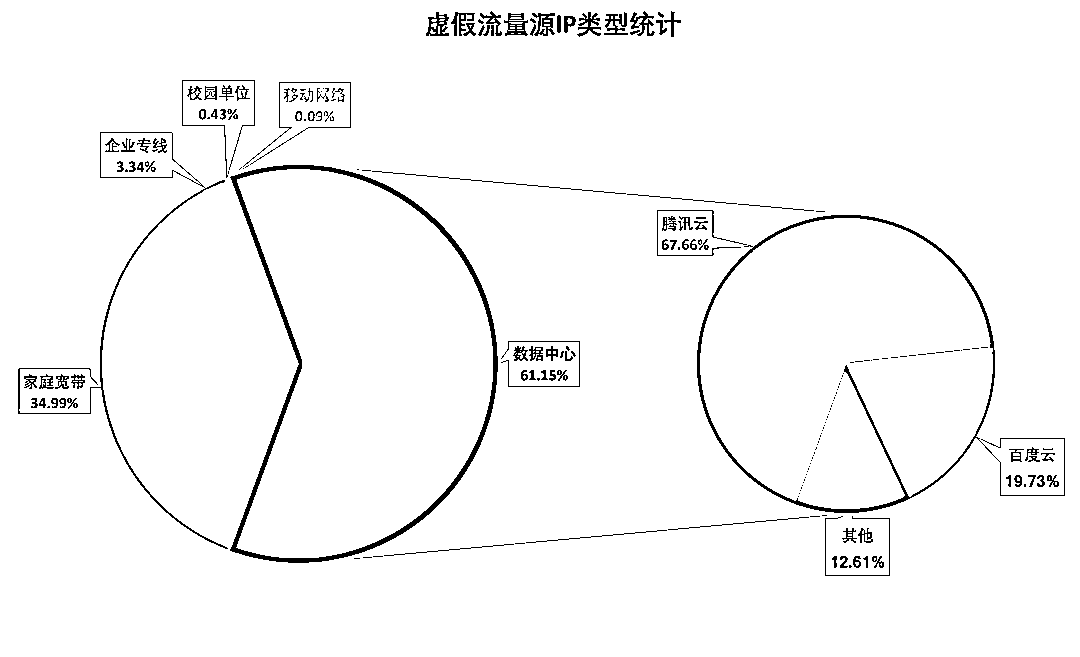 虚假流量源IP类型统计
校园单位
0.43%
移动网络
0.09%
企业专线
3.34%
腾讯云
67.66%
数据中心
61.15%
家庭宽带
34.99%
百度云
19.73%
其他
12.61%